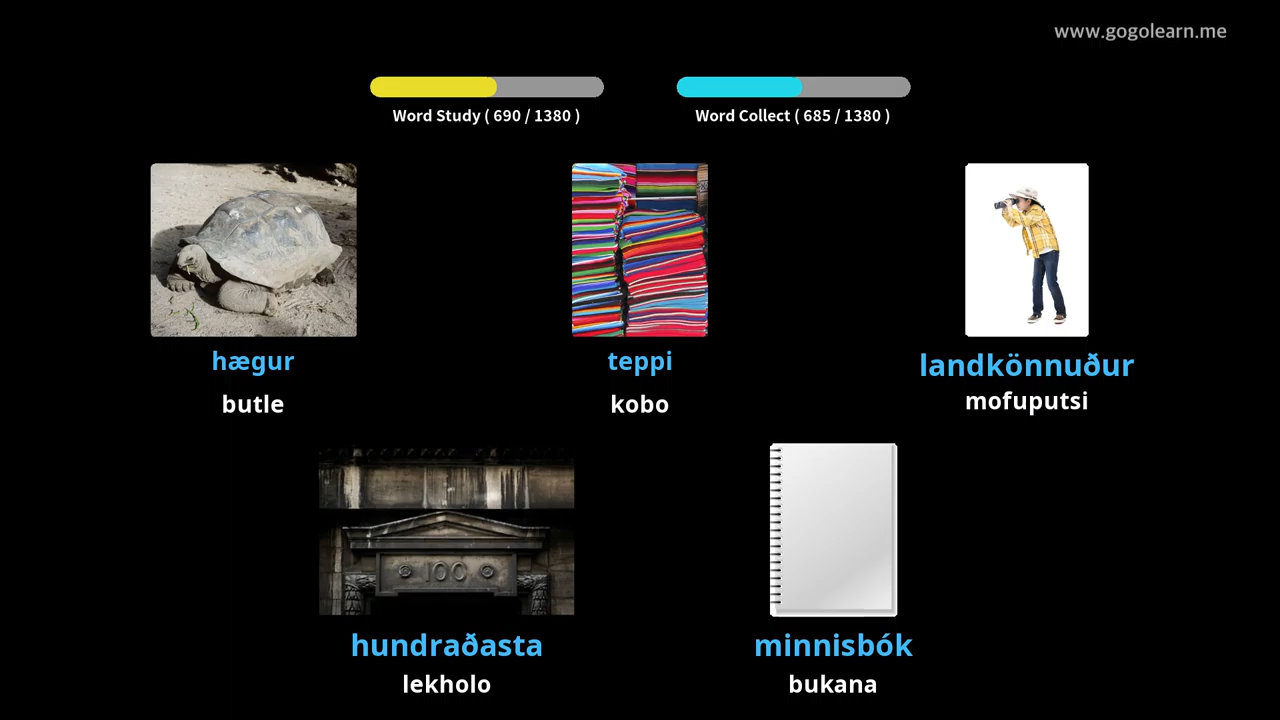 www.gogolearn.me
Word Study ( 690 / 1380 )
Word Collect ( 685 / 1380 )
hægur
butle
teppi
kobo
landkönnuður
mofuputsi
100
hundraðasta
lekholo
minnisbók
bukana